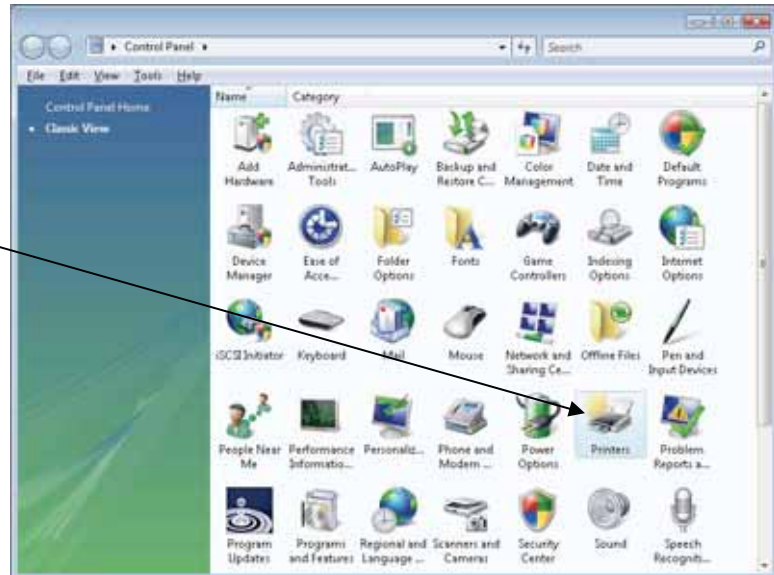 Control Panel
Search
File Edit View Tools Help
Control Panel Home
Classic View
Name Category
Add Hardware
Administrat... Tools
AutoPlay
Backup and Restore C...
Color Management
Date and Time
Default Programs
Device Manager
Ease of Acce...
Folder Options
Fonts
Game Controllers
Indexing Options
Internet Options
iSCSI Initiator
Keyboard
Mail
Mouse
Network and Sharing Ce...
Offline Files
Pen and Input Devices
People Near Me
Performance Informatio...
Personaliz...
Phone and Modem ...
Power Options
Printers
Problem Reports a...
Program Updates
Programs and Features
Regional and Language ...
Scanners and Cameras
Security Center
Sound
Speech Recogniti...